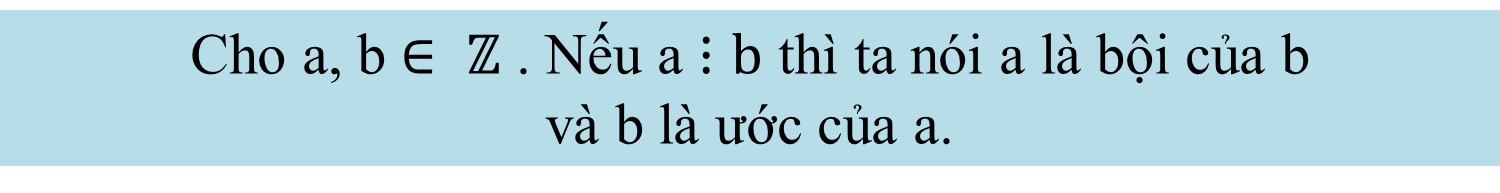 Cho a, b ∈ ℤ . Nếu a ⋮ b thì ta nói a là bội của b
và b là ước của a.